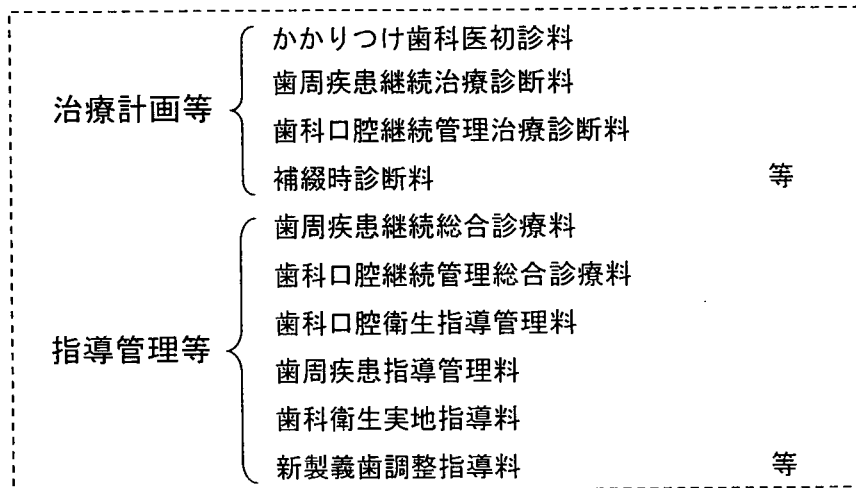 治療計画等
かかりつけ歯科医初診料
歯周疾患継続治療診断料
歯科口腔継続管理治療診断料
補綴時診断料 等
指導管理等
歯周疾患継続総合診療料
歯科口腔継続管理総合診療料
歯科口腔衛生指導管理料
歯周疾患指導管理料
歯科衛生実地指導料
新製義歯調整指導料 等